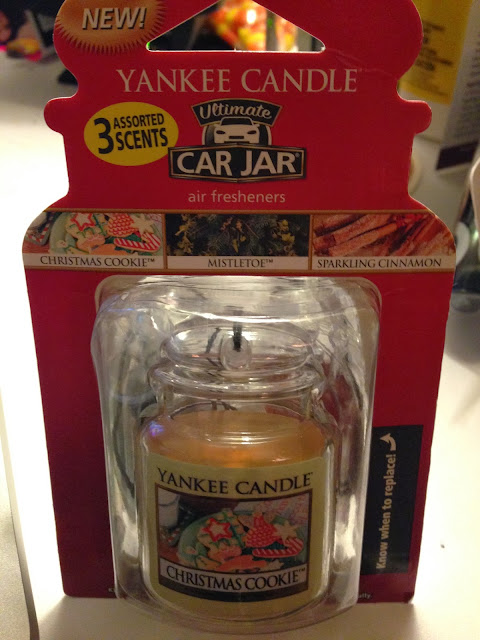 NEW!
YANKEE CANDLE®
Ultimate
3 ASSORTED
SCENTS
CAR JAR®
air fresheners
CHRISTMAS COOKIE™
MISTLETOE™
SPARKLING CINNAMON
YANKEE CANDLE®
CHRISTMAS COOKIE™
Know when to replace!